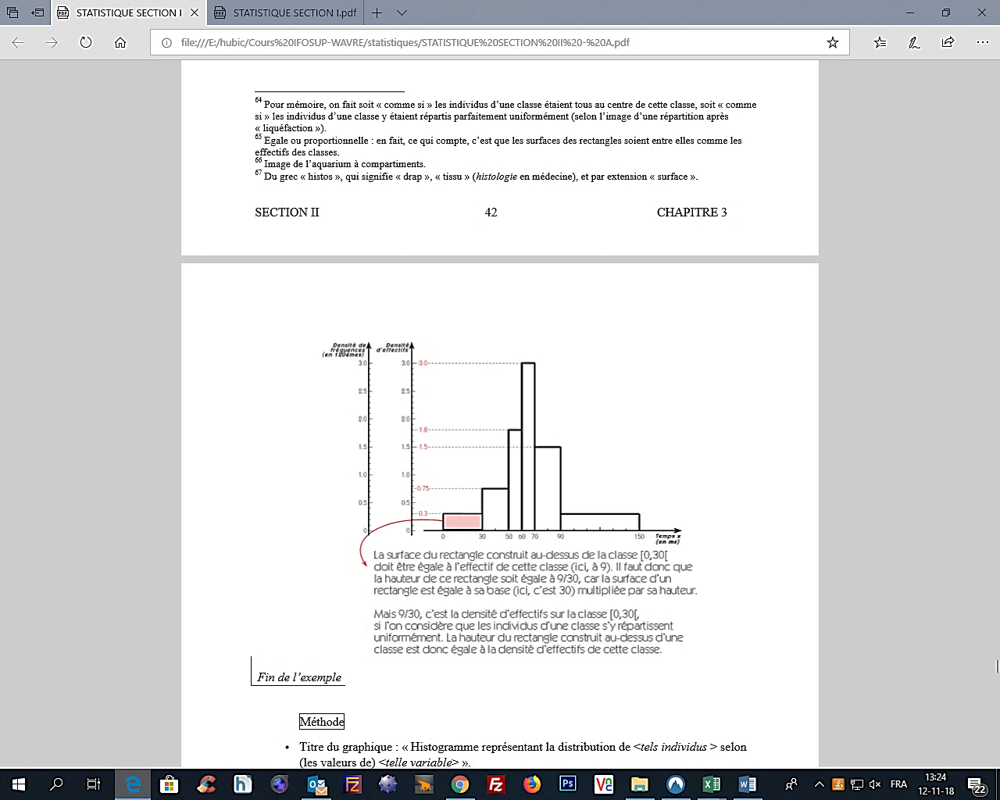 STATISTIQUE SECTION I
STATISTIQUE SECTION I.pdf
file:///E:/hubic/Cours%20IFOSUP-WAVRE/statistiques/STATISTIQUE%20SECTION%20II%20-%20A.pdf
64 Pour mémoire, on fait soit « comme si » les individus d’une classe étaient tous au centre de cette classe, soit « comme
si » les individus d’une classe y étaient répartis parfaitement uniformément (selon l’image d’une répartition après
« liquéfaction »).
65 Egale ou proportionnelle : en fait, ce qui compte, c’est que les surfaces des rectangles soient entre elles comme les
effectifs des classes.
66 Image de l’aquarium à compartiments.
67 Du grec « histos », qui signifie « drap », « tissu » (histologie en médecine), et par extension « surface ».
SECTION II 42 CHAPITRE 3
Densité de
fréquences
(en 120èmes)
Densité
d'effectifs
3.0 3.0 3.0
2.5 2.5
2.0 2.0
1.8
1.5 1.5 1.5
1.0 1.0
0.75
0.5 0.5
0.3
0 0
0 30 50 60 70 90 150
Temps x
(en ms)
La surface du rectangle construit au-dessus de la classe [0,30[
doit être égale à l'effectif de cette classe (ici, à 9). Il faut donc que
la hauteur de ce rectangle soit égale à 9/30, car la surface d'un
rectangle est égale à sa base (ici, c'est 30) multipliée par sa hauteur.
Mais 9/30, c'est la densité d'effectifs sur la classe [0,30[,
si l'on considère que les individus d'une classe s'y répartissent
uniformément. La hauteur du rectangle construit au-dessus d'une
classe est donc égale à la densité d'effectifs de cette classe.
Fin de l’exemple
Méthode
• Titre du graphique : « Histogramme représentant la distribution de <tels individus > selon
(les valeurs de) <telle variable> ».
FRA
13:24
12-11-18
22